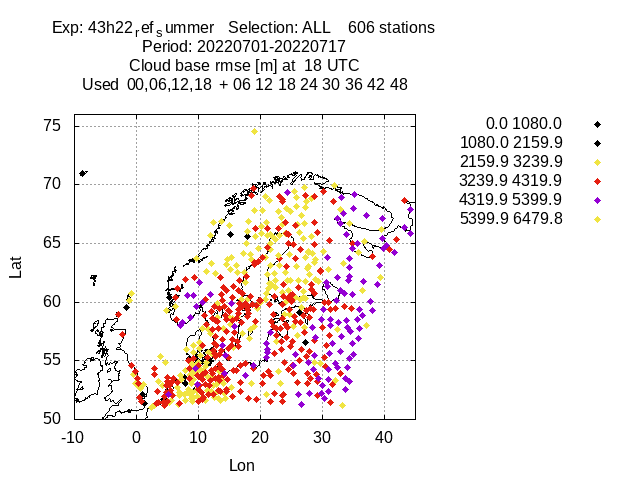 Exp: 43h22refsummer Selection: ALL 606 stations
Period: 20220701-20220717
Cloud base rmse [m] at 18 UTC
Used 00,06,12,18 + 06 12 18 24 30 36 42 48
0.0 1080.0
1080.0 2159.9
2159.9 3239.9
3239.9 4319.9
4319.9 5399.9
5399.9 6479.8
75
70
65
60
55
50
Lat
-10 0 10 20 30 40
Lon